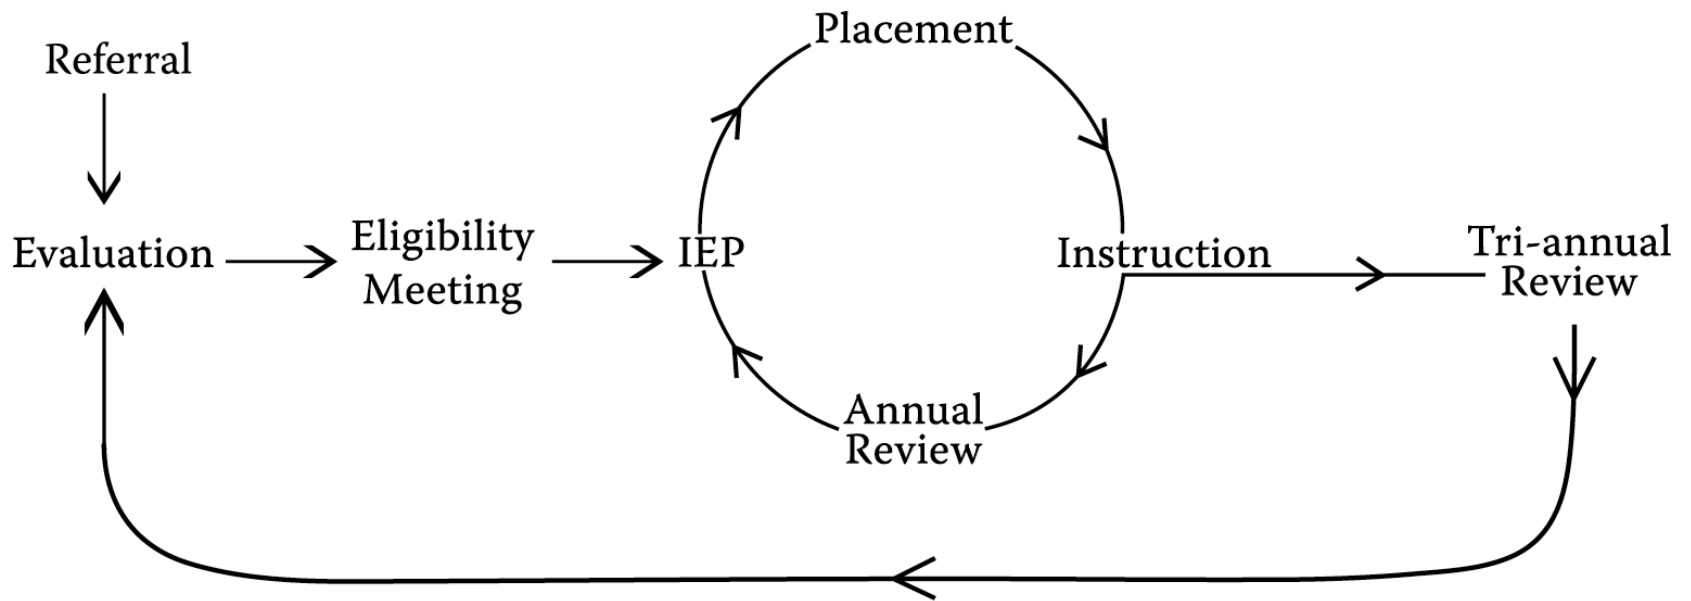 Referral
Placement
Evaluation
Eligibility
Meeting
IEP
Instruction
Tri-annual
Review
Annual
Review